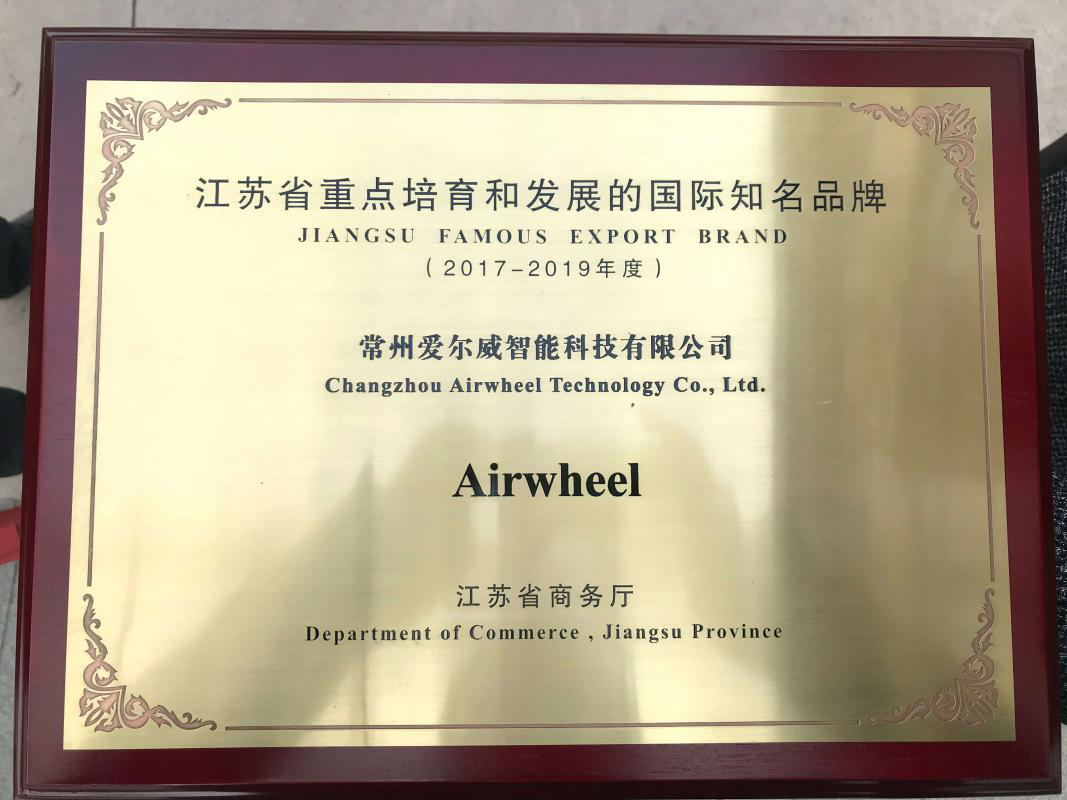 江苏省重点培育和发展的国际知名品牌
JIANGSU FAMOUS EXPORT BRAND
（2017-2019年度）
常州爱尔威智能科技有限公司
Changzhou Airwheel Technology Co., Ltd.
Airwheel
江苏省商务厅
Department of Commerce , Jiangsu Province